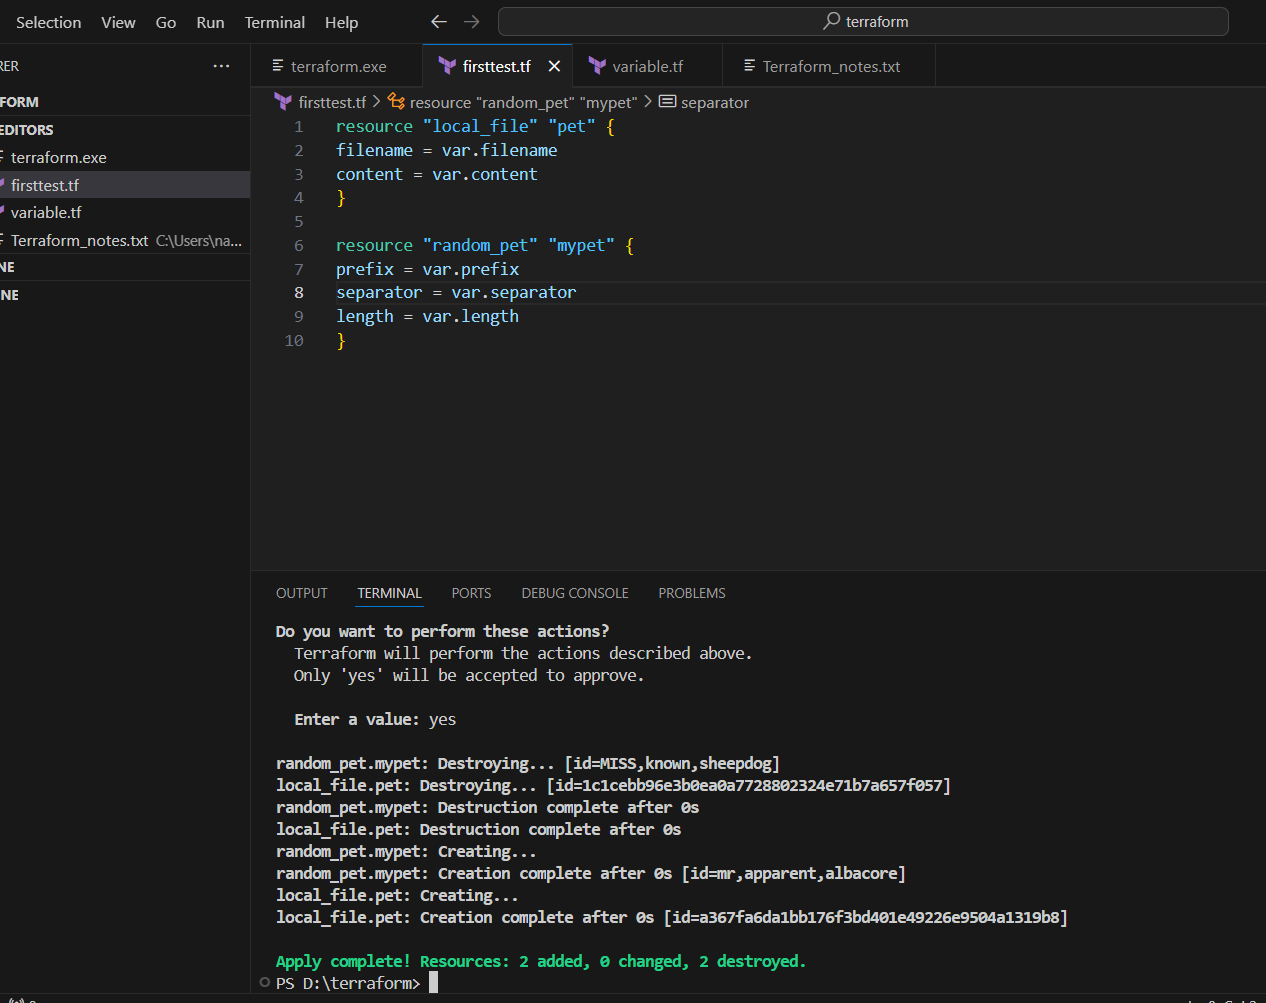 Selection View Go Run Terminal Help
terraform
RER
terraform.exe
firsttest.tf
variable.tf
Terraform_notes.txt
FORM
EDITORS
terraform.exe
firsttest.tf
variable.tf
Terraform_notes.txt C:\Users\na...
NE
NE
firsttest.tf > resource "random_pet" "mypet" > separator
1 resource "local_file" "pet" {
2 filename = var.filename
3 content = var.content
4 }
5
6 resource "random_pet" "mypet" {
7 prefix = var.prefix
8 separator = var.separator
9 length = var.length
10 }
OUTPUT TERMINAL PORTS DEBUG CONSOLE PROBLEMS
Do you want to perform these actions?
Terraform will perform the actions described above.
Only 'yes' will be accepted to approve.
Enter a value: yes
random_pet.mypet: Destroying... [id=MISS,known,sheepdog]
local_file.pet: Destroying... [id=1c1cebb96e3b0ea0a7728802324e71b7a657f057]
random_pet.mypet: Destruction complete after 0s
local_file.pet: Destruction complete after 0s
random_pet.mypet: Creating...
random_pet.mypet: Creation complete after 0s [id=mr,apparent,albacore]
local_file.pet: Creating...
local_file.pet: Creation complete after 0s [id=a367fa6da1bb176f3bd401e49226e9504a1319b8]
Apply complete! Resources: 2 added, 0 changed, 2 destroyed.
PS D:\terraform>